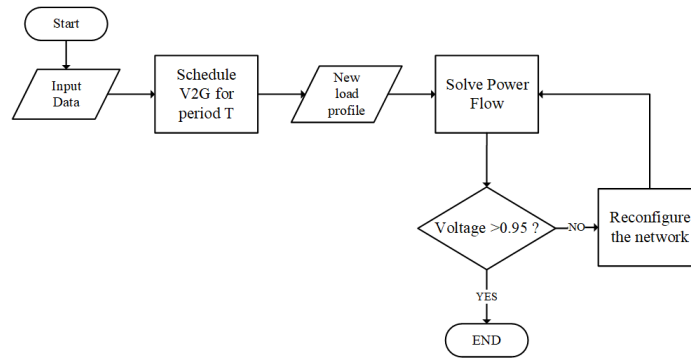 Start
Input
Data
Schedule
V2G for
period T
New
load
profile
Solve Power
Flow
Voltage >0.95 ?
NO
Reconfigure
the network
YES
END